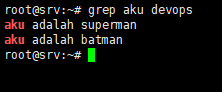 root@srv:~# grep aku devops
aku adalah superman
aku adalah batman
root@srv:~#